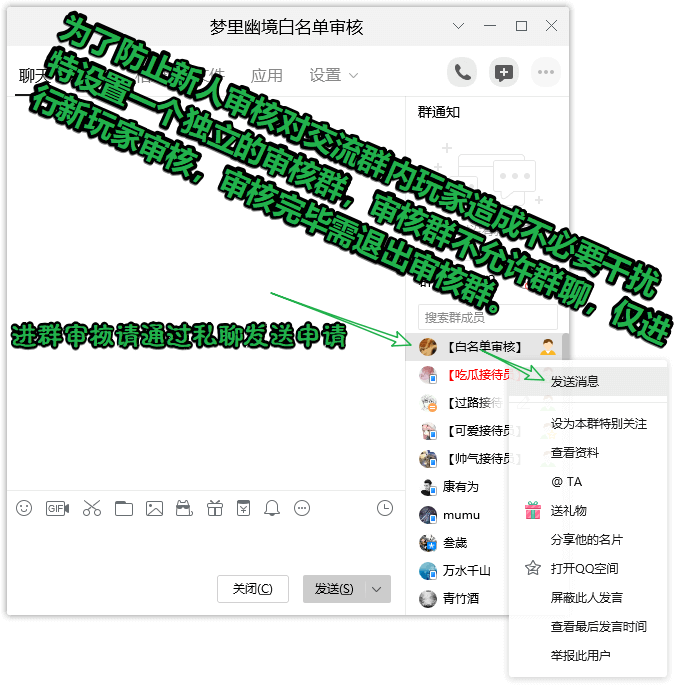 梦里幽境白名单审核
聊天
文件
应用
设置
为了防止新人审核对交流群内玩家造成不必要干扰
特设置一个独立的审核群，审核群不允许群聊，仅进
行新玩家审核，审核完毕需退出审核群。
群通知
搜索群成员
进群审核请通过私聊发送申请
【白名单审核】
【吃瓜接待员
【过路接待
【可爱接待员】
【帅气接待员】
康有为
mumu
叁歲
万水千山
青竹酒
发送消息
设为本群特别关注
查看资料
@ TA
送礼物
分享他的名片
打开QQ空间
屏蔽此人发言
查看最后发言时间
举报此用户
GIF
关闭(C)
发送(S)